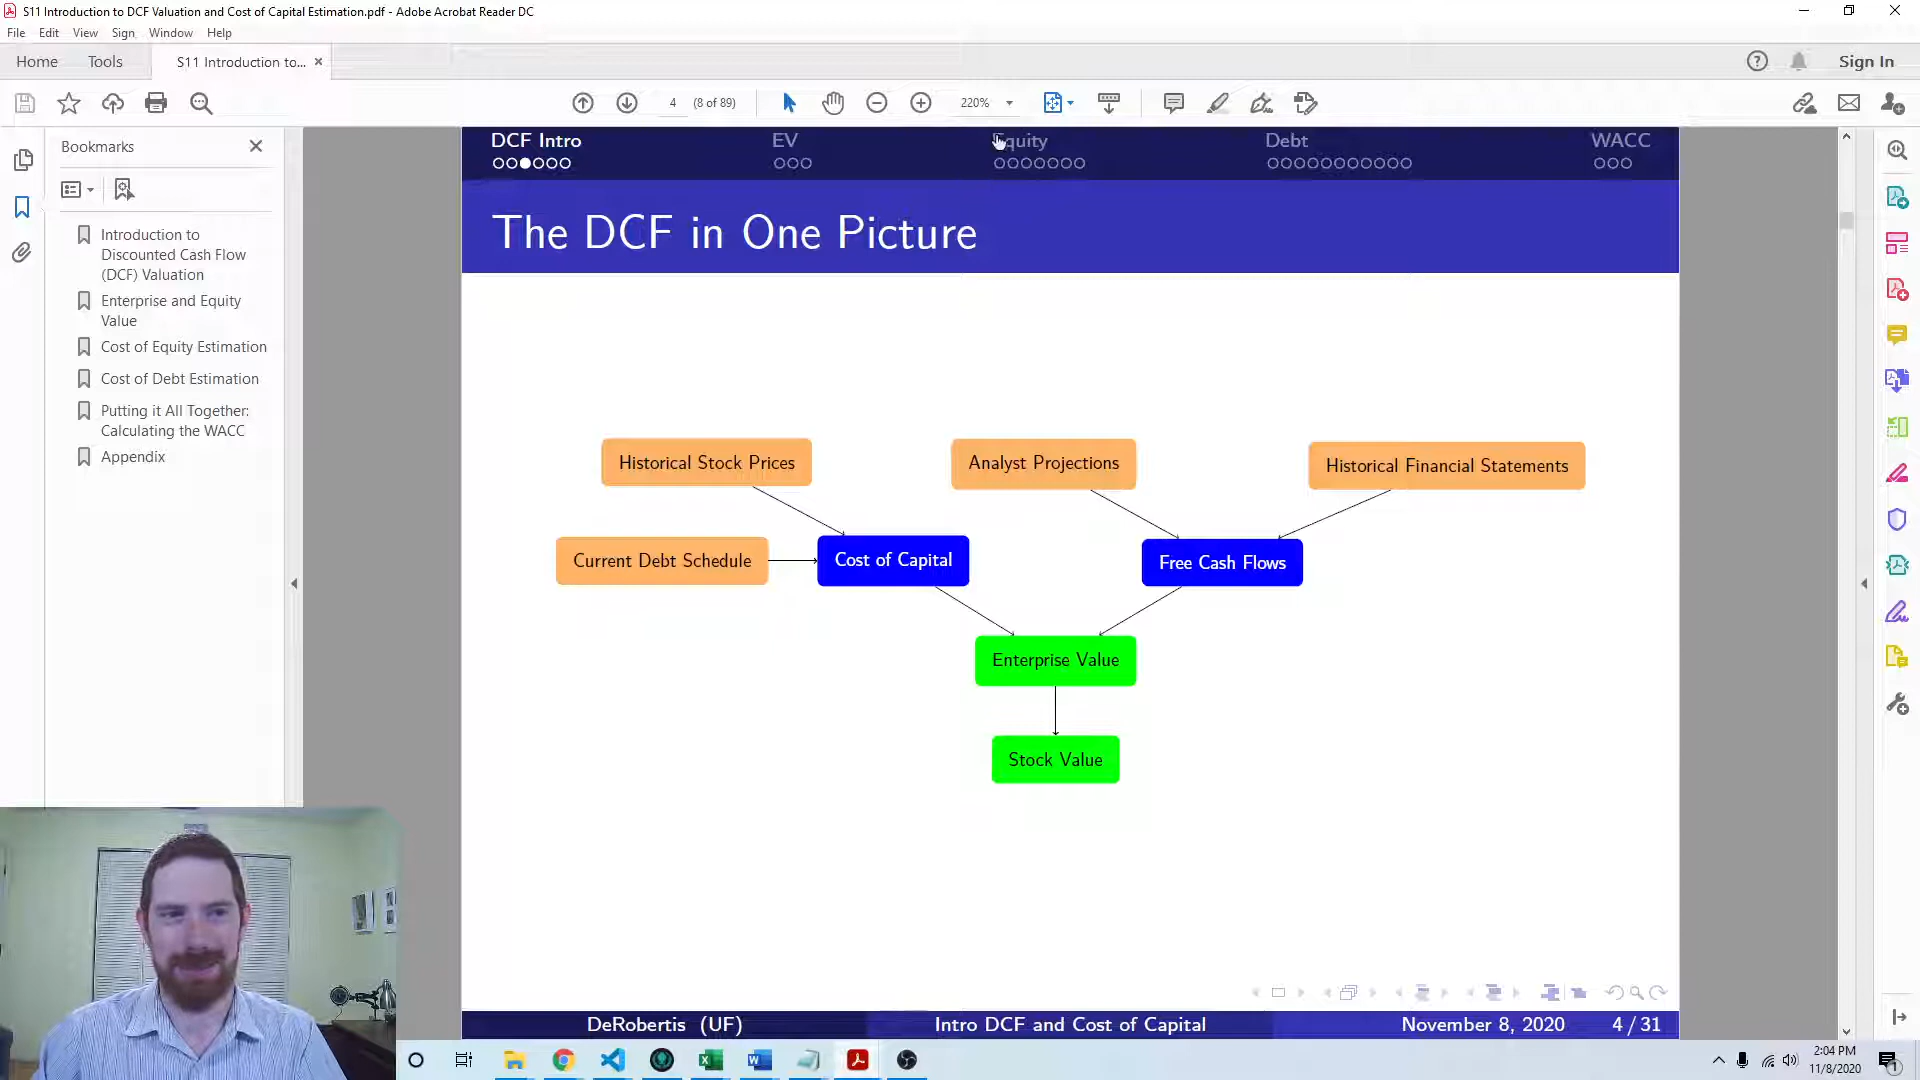 S11 Introduction to DCF Valuation and Cost of Capital Estimation.pdf - Adobe Acrobat Reader DC
File Edit View Sign Window Help
Home Tools S11 Introduction to... × Sign In
4 (8 of 89) 220%
Bookmarks
Introduction to
Discounted Cash Flow
(DCF) Valuation
Enterprise and Equity
Value
Cost of Equity Estimation
Cost of Debt Estimation
Putting it All Together:
Calculating the WACC
Appendix
DCF Intro EV Equity Debt WACC
The DCF in One Picture
Historical Stock Prices
Analyst Projections
Historical Financial Statements
Current Debt Schedule
Cost of Capital
Free Cash Flows
Enterprise Value
Stock Value
DeRobertis (UF) Intro DCF and Cost of Capital November 8, 2020 4 / 31
2:04 PM
11/8/2020